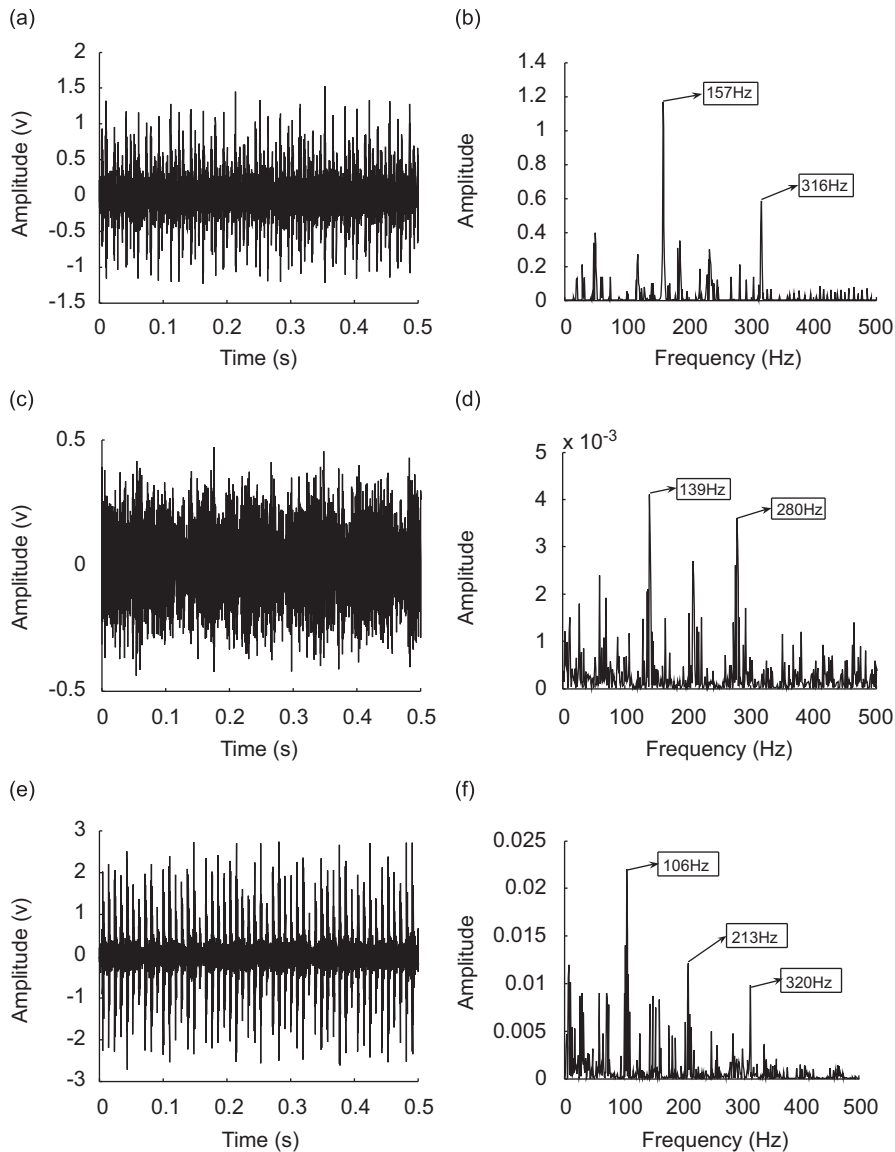 (a)
2
1.5
1
0.5
0
-0.5
-1
-1.5
Amplitude (v)
0 0.1 0.2 0.3 0.4 0.5
Time (s)
(b)
1.4
1.2
1
0.8
0.6
0.4
0.2
0
Amplitude
157Hz
316Hz
0 100 200 300 400 500
Frequency (Hz)
(c)
0.5
0
-0.5
Amplitude (v)
0 0.1 0.2 0.3 0.4 0.5
Time (s)
(d)
x 10⁻³
5
4
3
2
1
0
Amplitude
139Hz
280Hz
0 100 200 300 400 500
Frequency (Hz)
(e)
3
2
1
0
-1
-2
-3
Amplitude (v)
0 0.1 0.2 0.3 0.4 0.5
Time (s)
(f)
0.025
0.02
0.015
0.01
0.005
0
Amplitude
106Hz
213Hz
320Hz
0 100 200 300 400 500
Frequency (Hz)